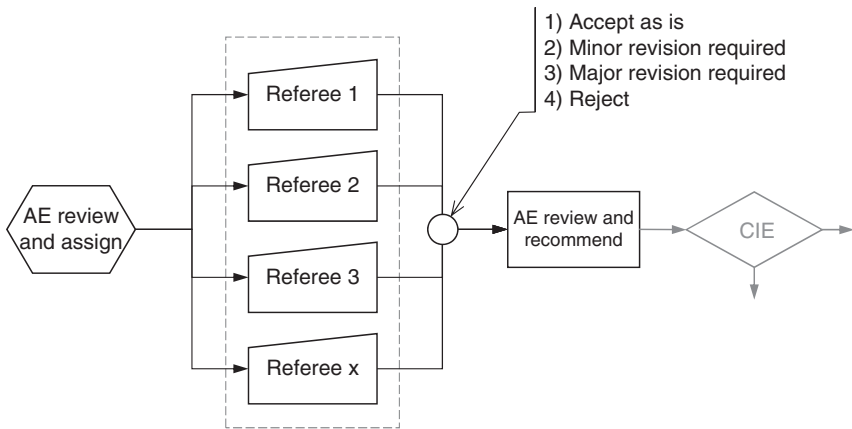 1) Accept as is
2) Minor revision required
3) Major revision required
4) Reject
Referee 1
Referee 2
Referee 3
Referee x
AE review
and assign
AE review and
recommend
CIE